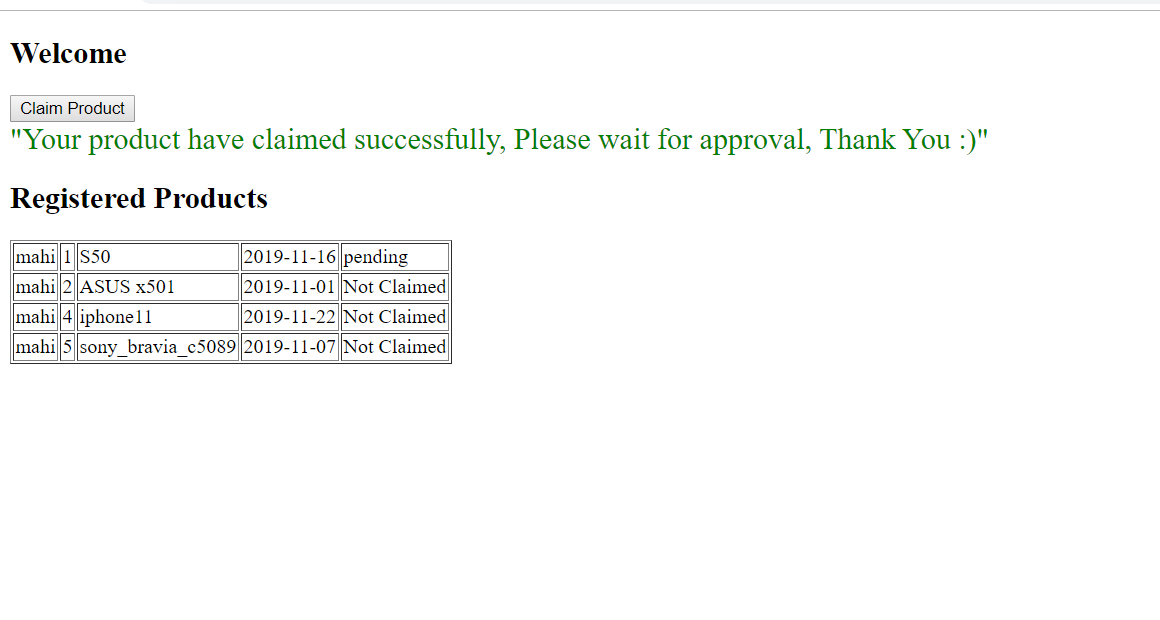 Welcome
Claim Product
"Your product have claimed successfully, Please wait for approval, Thank You :)"
Registered Products
mahi 1 S50 2019-11-16 pending
mahi 2 ASUS x501 2019-11-01 Not Claimed
mahi 4 iphone11 2019-11-22 Not Claimed
mahi 5 sony_bravia_c5089 2019-11-07 Not Claimed